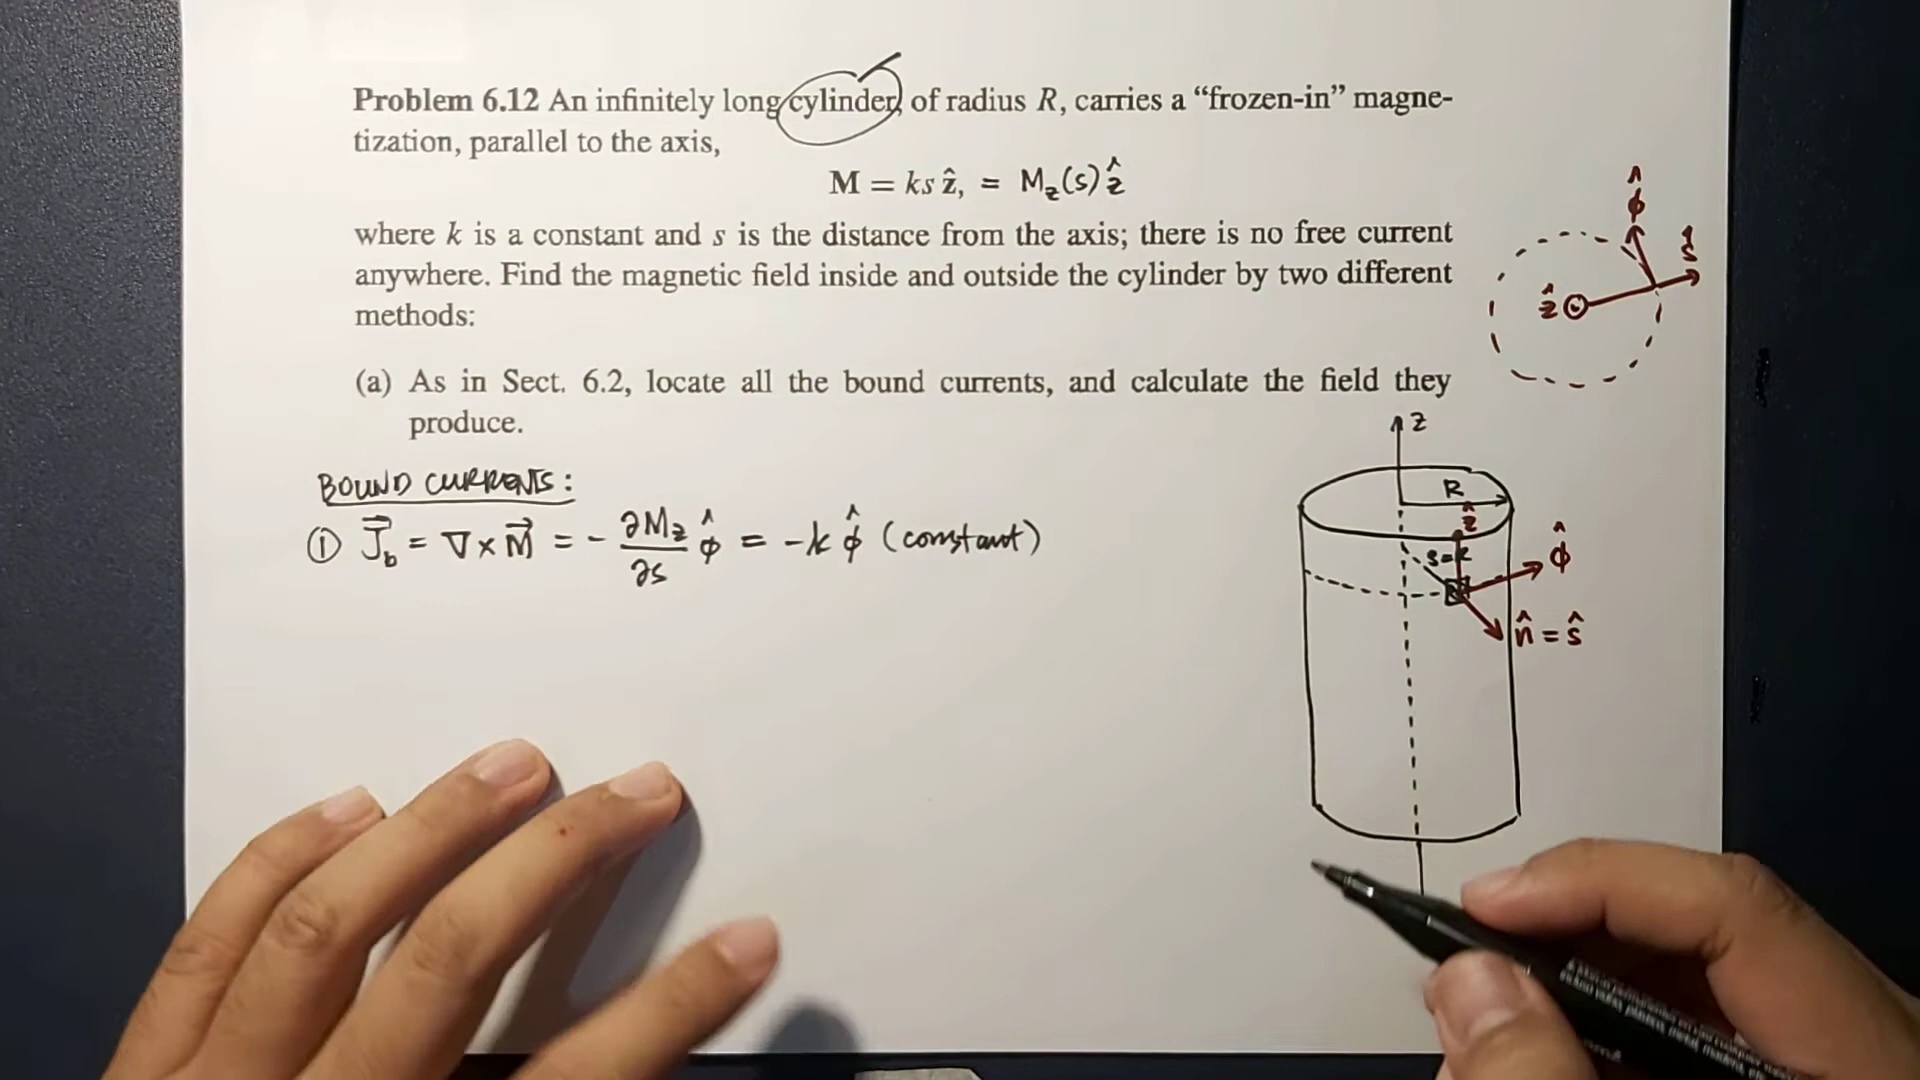 Problem 6.12 An infinitely long cylinder, of radius R, carries a “frozen-in” magne-
tization, parallel to the axis,
M = ks ẑ, = M_z(s) ẑ
where k is a constant and s is the distance from the axis; there is no free current
anywhere. Find the magnetic field inside and outside the cylinder by two different
methods:
(a) As in Sect. 6.2, locate all the bound currents, and calculate the field they
produce.
BOUND CURRENTS:
① J⃗_b = ∇ × M⃗ = - ∂M_z/∂s ϕ̂ = -k ϕ̂ (constant)
ϕ̂
ŝ
ẑ
z
R
ẑ
s=R
ϕ̂
n̂ = ŝ